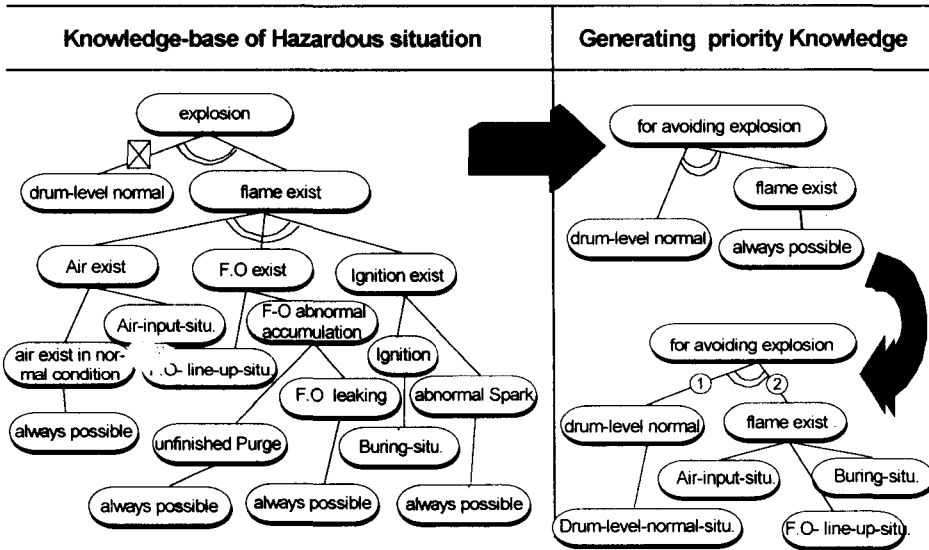 Knowledge-base of Hazardous situation
Generating priority Knowledge
explosion
drum-level normal
flame exist
Air exist
F.O exist
Ignition exist
Air-input-situ.
F-O abnormal
accumulation
air exist in nor-
mal condition
F.O- line-up-situ.
Ignition
F.O leaking
abnormal Spark
always possible
unfinished Purge
Buring-situ.
always possible
always possible
always possible
for avoiding explosion
flame exist
drum-level normal
always possible
for avoiding explosion
1
2
drum-level normal
flame exist
Air-input-situ.
Buring-situ.
Drum-level-normal-situ.
F.O- line-up-situ.